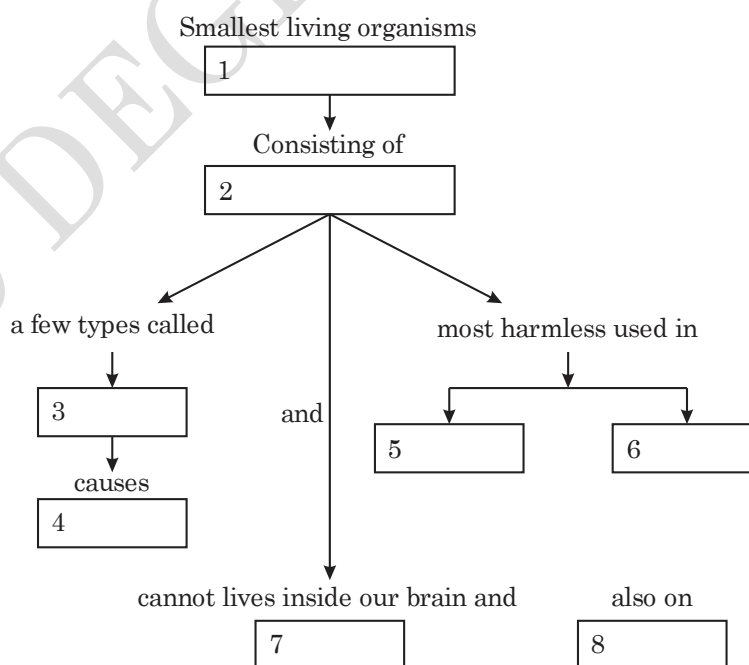 Smallest living organisms
1
Consisting of
2
a few types called
most harmless used in
3
and
5
6
causes
4
cannot lives inside our brain and
also on
7
8